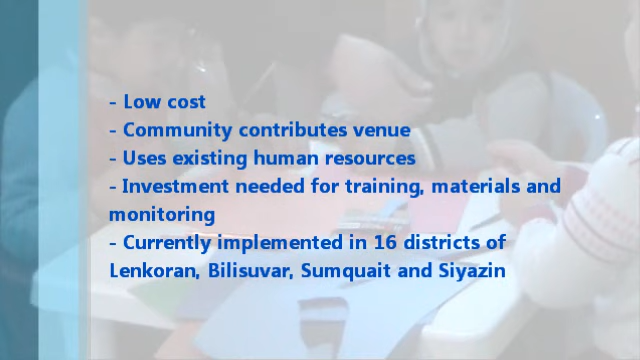 - Low cost
- Community contributes venue
- Uses existing human resources
- Investment needed for training, materials and
monitoring
- Currently implemented in 16 districts of
Lenkoran, Bilisuvar, Sumquait and Siyazin